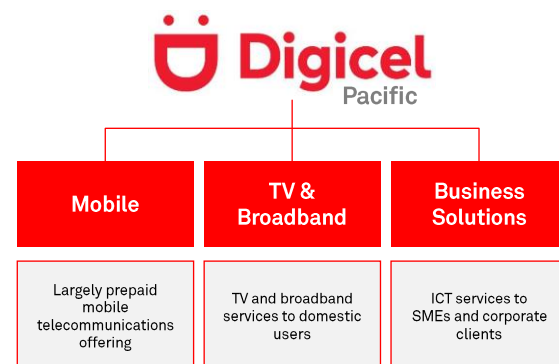 Digicel
Pacific
Mobile
TV &
Broadband
Business
Solutions
Largely prepaid
mobile
telecommunications
offering
TV and broadband
services to domestic
users
ICT services to
SMEs and corporate
clients